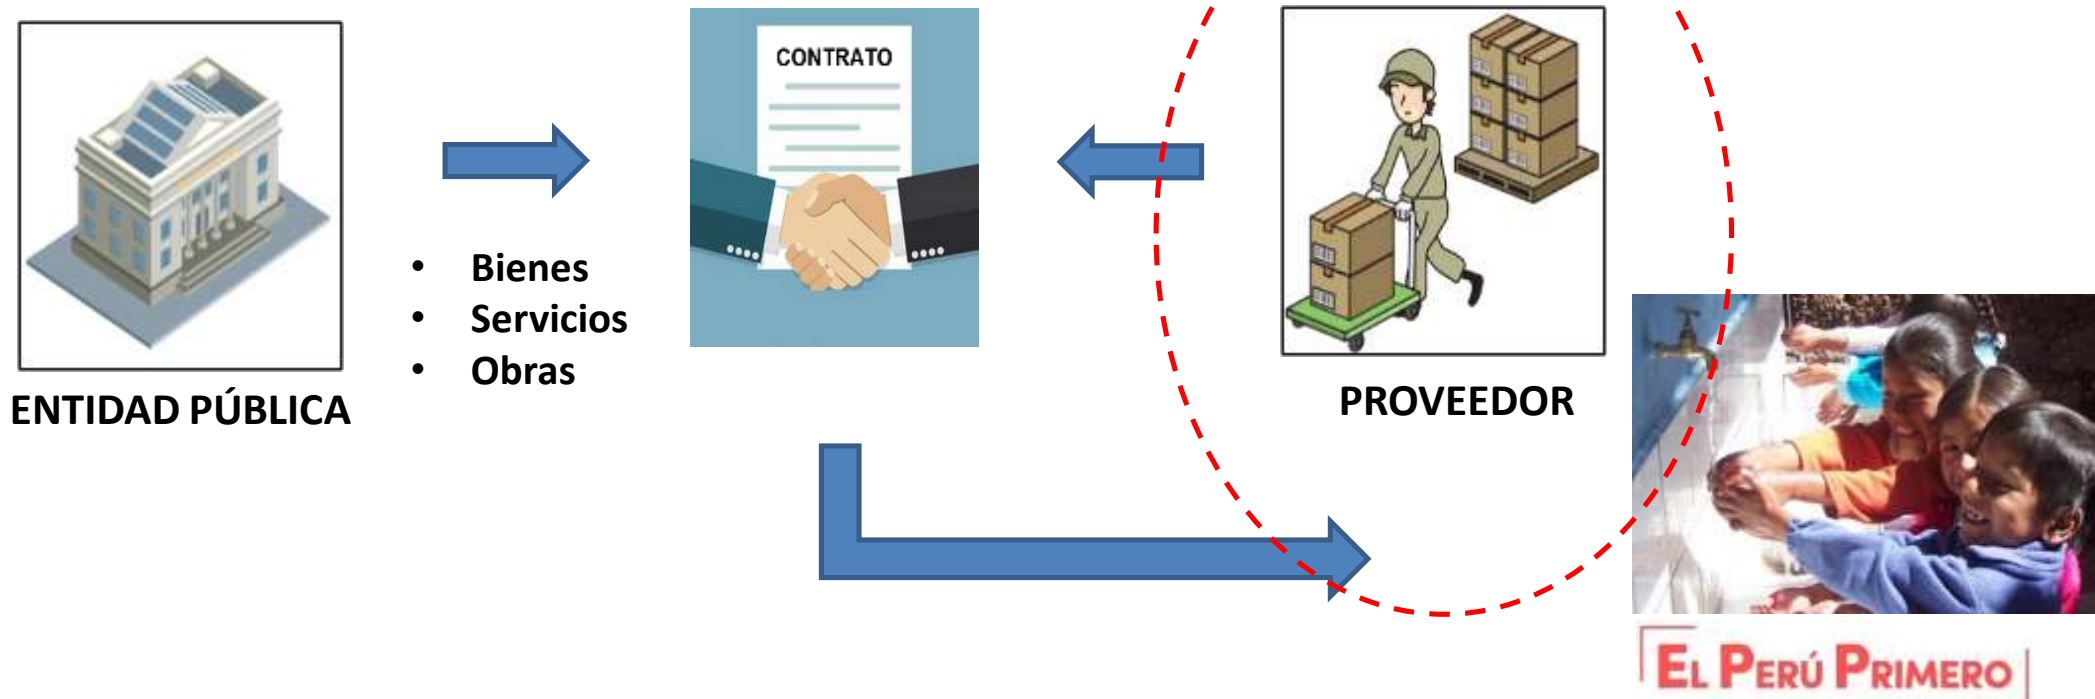 CONTRATO
• Bienes
• Servicios
• Obras
ENTIDAD PÚBLICA
PROVEEDOR
EL PERÚ PRIMERO